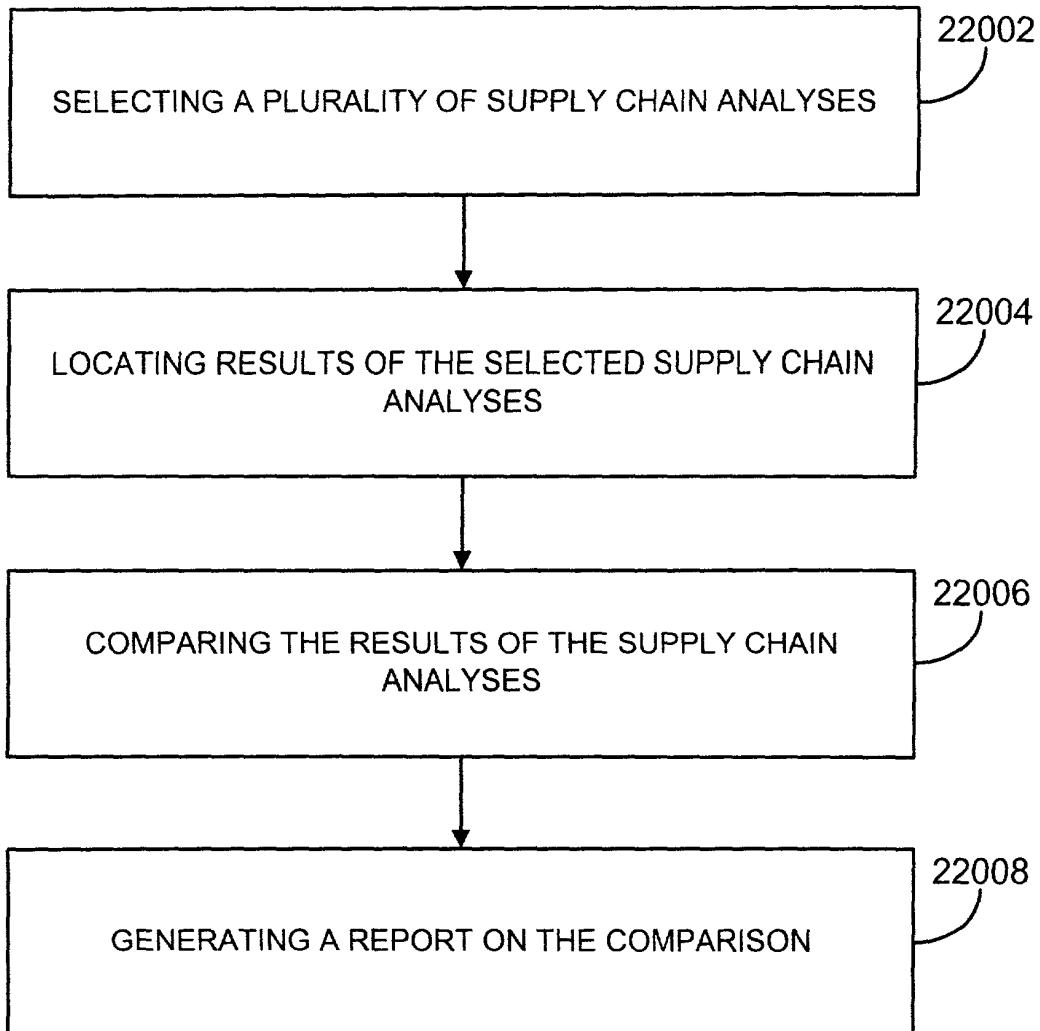 22002
SELECTING A PLURALITY OF SUPPLY CHAIN ANALYSES
22004
LOCATING RESULTS OF THE SELECTED SUPPLY CHAIN
ANALYSES
22006
COMPARING THE RESULTS OF THE SUPPLY CHAIN
ANALYSES
22008
GENERATING A REPORT ON THE COMPARISON